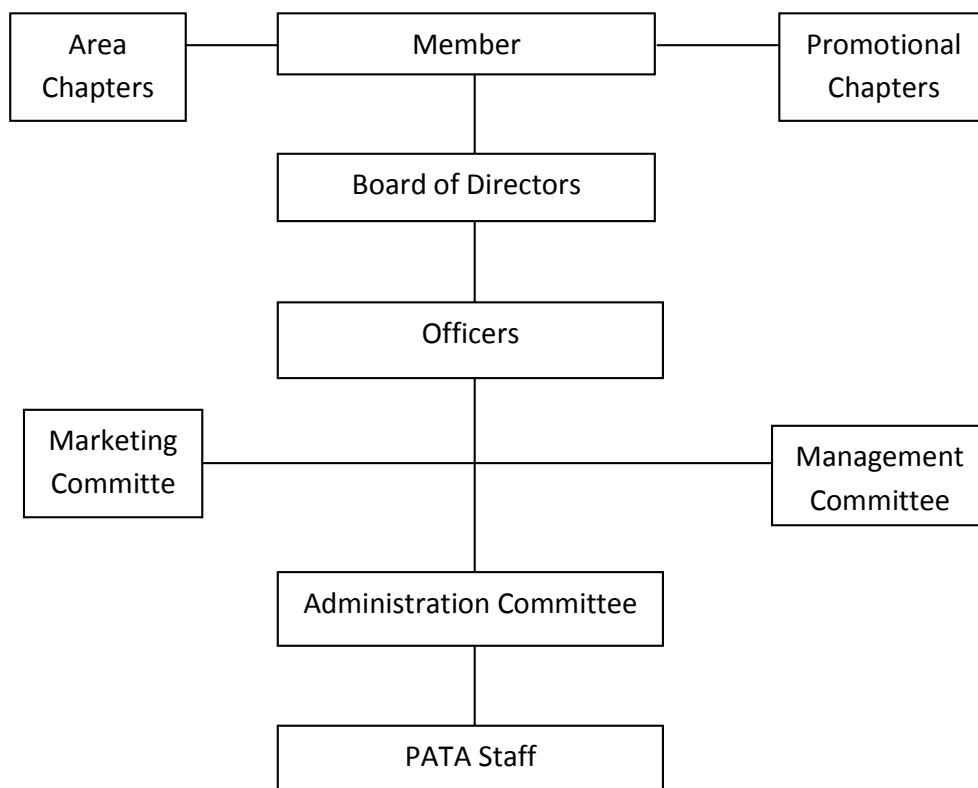 Area
Chapters
Member
Promotional
Chapters
Board of Directors
Officers
Marketing
Committe
Management
Committee
Administration Committee
PATA Staff